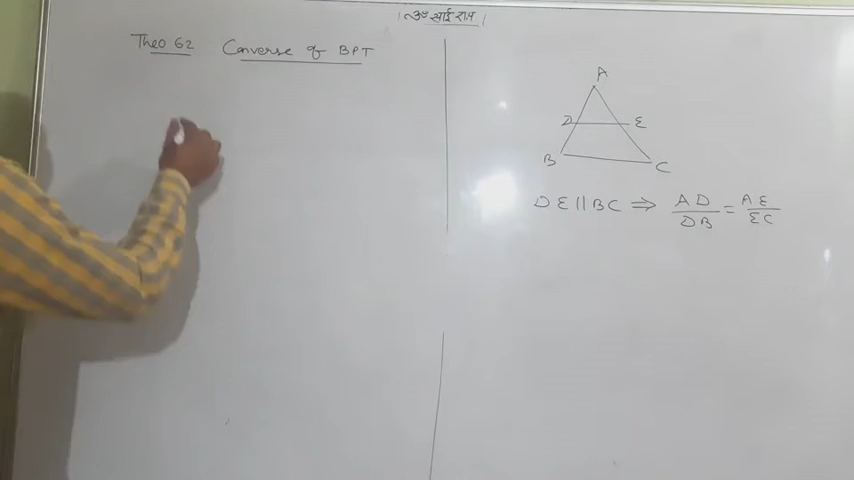 || ॐ साई राम ||
Theo 62 Converse of BPT
A
D E
B C
DE || BC ⇒ AD/DB = AE/EC